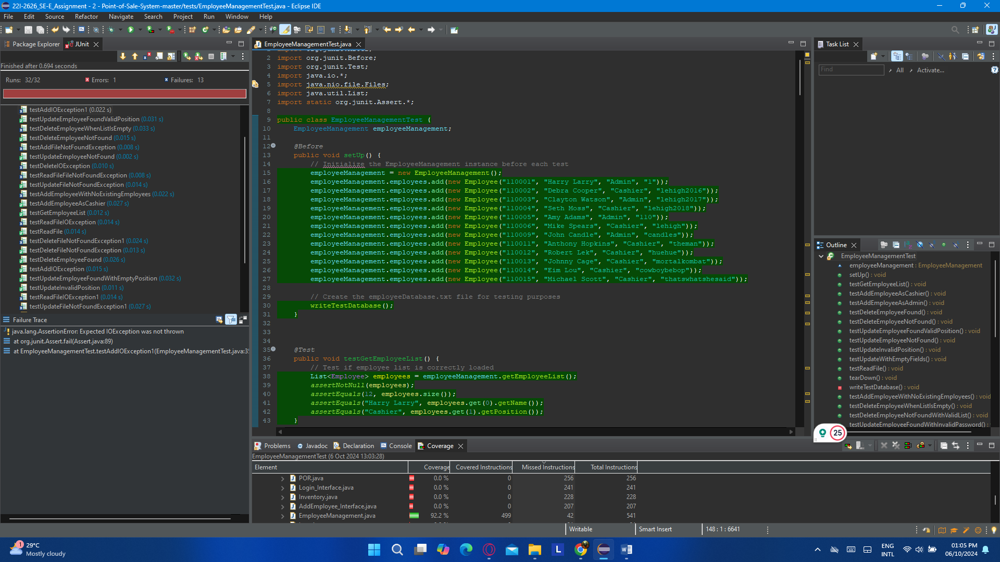 22I-2626_SE-E_Assignment - 2 - Point-of-Sale-System-master/tests/EmployeeManagementTest.java - Eclipse IDE
File Edit Source Refactor Navigate Search Project Run Window Help
Package Explorer
JUnit
Finished after 0.694 seconds
Runs: 32/32 Errors: 1 Failures: 13
testAddIOException1 (0.022 s)
testUpdateEmployeeFoundValidPosition (0.031 s)
testDeleteEmployeeWhenListIsEmpty (0.033 s)
testDeleteEmployeeNotFound (0.015 s)
testAddFileNotFoundException (0.008 s)
testUpdateEmployeeNotFound (0.002 s)
testDeleteIOException (0.010 s)
testReadFileFileNotFoundException (0.008 s)
testUpdateFileNotFoundException (0.014 s)
testAddEmployeeWithNoExistingEmployees (0.022 s)
testAddEmployeeAsCashier (0.027 s)
testGetEmployeeList (0.012 s)
testReadFileIOException (0.014 s)
testReadFile (0.014 s)
testDeleteFileNotFoundException1 (0.024 s)
testDeleteFileNotFoundException (0.013 s)
testDeleteEmployeeFound (0.026 s)
testAddIOException (0.015 s)
testUpdateEmployeeFoundWithEmptyPosition (0.032 s)
testUpdateInvalidPosition (0.011 s)
testReadFileIOException1 (0.014 s)
testUpdateFileNotFoundException1 (0.027 s)
Failure Trace
java.lang.AssertionError: Expected IOException was not thrown
at org.junit.Assert.fail(Assert.java:89)
at EmployeeManagementTest.testAddIOException1(EmployeeManagementTest.java:3
EmployeeManagementTest.java
2 import org.junit.Before;
3 import org.junit.Test;
4 import java.io.*;
5 import java.nio.file.Files;
6 import java.util.List;
7 import static org.junit.Assert.*;
8
9 public class EmployeeManagementTest {
10 EmployeeManagement employeeManagement;
11
12 @Before
13 public void setUp() {
14 // Initialize the EmployeeManagement instance before each test
15 employeeManagement = new EmployeeManagement();
16 employeeManagement.employees.add(new Employee("110001", "Harry Larry", "Admin", "1"));
17 employeeManagement.employees.add(new Employee("110002", "Debra Cooper", "Cashier", "lehigh2016"));
18 employeeManagement.employees.add(new Employee("110003", "Clayton Watson", "Admin", "lehigh2017"));
19 employeeManagement.employees.add(new Employee("110004", "Seth Moss", "Cashier", "lehigh2018"));
20 employeeManagement.employees.add(new Employee("110005", "Amy Adams", "Admin", "110"));
21 employeeManagement.employees.add(new Employee("110006", "Mike Spears", "Cashier", "lehigh"));
22 employeeManagement.employees.add(new Employee("110009", "John Candle", "Admin", "candles"));
23 employeeManagement.employees.add(new Employee("110011", "Anthony Hopkins", "Cashier", "theman"));
24 employeeManagement.employees.add(new Employee("110012", "Robert Lek", "Cashier", "huehue"));
25 employeeManagement.employees.add(new Employee("110013", "Johnny Cage", "Cashier", "mortalkombat"));
26 employeeManagement.employees.add(new Employee("110014", "Eim Lou", "Cashier", "cowboybebop"));
27 employeeManagement.employees.add(new Employee("110015", "Michael Scott", "Cashier", "thatswhatshesaid"));
28
29 // Create the employeeDatabase.txt file for testing purposes
30 writeTestDatabase();
31 }
32
33
34
35 @Test
36 public void testGetEmployeeList() {
37 // Test if employee list is correctly loaded
38 List<Employee> employees = employeeManagement.getEmployeeList();
39 assertNotNull(employees);
40 assertEquals(12, employees.size());
41 assertEquals("Harry Larry", employees.get(0).getName());
42 assertEquals("Cashier", employees.get(1).getPosition());
43 }
Task List
Find All Activate...
Outline
EmployeeManagementTest
employeeManagement : EmployeeManagement
setUp() : void
testGetEmployeeList() : void
testAddEmployeeAsCashier() : void
testAddEmployeeAsAdmin() : void
testDeleteEmployeeFound() : void
testDeleteEmployeeNotFound() : void
testUpdateEmployeeFoundValidPosition() : void
testUpdateEmployeeNotFound() : void
testUpdateInvalidPosition() : void
testUpdateWithEmptyFields() : void
testReadFile() : void
tearDown() : void
writeTestDatabase() : void
testAddEmployeeWithNoExistingEmployees() : void
testDeleteEmployeeWhenListIsEmpty() : void
testDeleteEmployeeNotFoundWithValidList() : void
testUpdateEmployeeFoundWithInvalidPassword() :
25
Problems Javadoc Declaration Console Coverage
EmployeeManagementTest (6 Oct 2024 13:03:28)
Element Coverage Covered Instructions Missed Instructions Total Instructions
POR.java 0.0 % 0 256 256
Login_Interface.java 0.0 % 0 241 241
Inventory.java 0.0 % 0 228 228
AddEmployee_Interface.java 0.0 % 0 207 207
EmployeeManagement.java 92.2 % 499 42 541
Writable Smart Insert 148 : 1 : 6641
1
29°C
Mostly cloudy
L
W
ENG
INTL
01:05 PM
06/10/2024